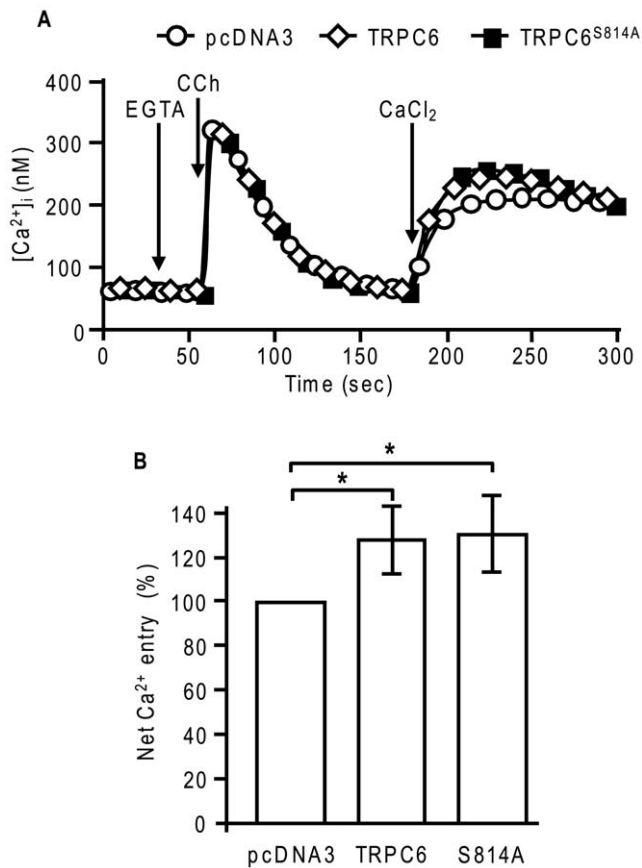 A
pcDNA3 TRPC6 TRPC6S814A
CCh
EGTA
CaCl2
400
300
200
100
0
[Ca2+]i (nM)
0 50 100 150 200 250 300
Time (sec)
B
*
*
140
120
100
80
60
40
20
0
Net Ca2+ entry (%)
pcDNA3 TRPC6 S814A